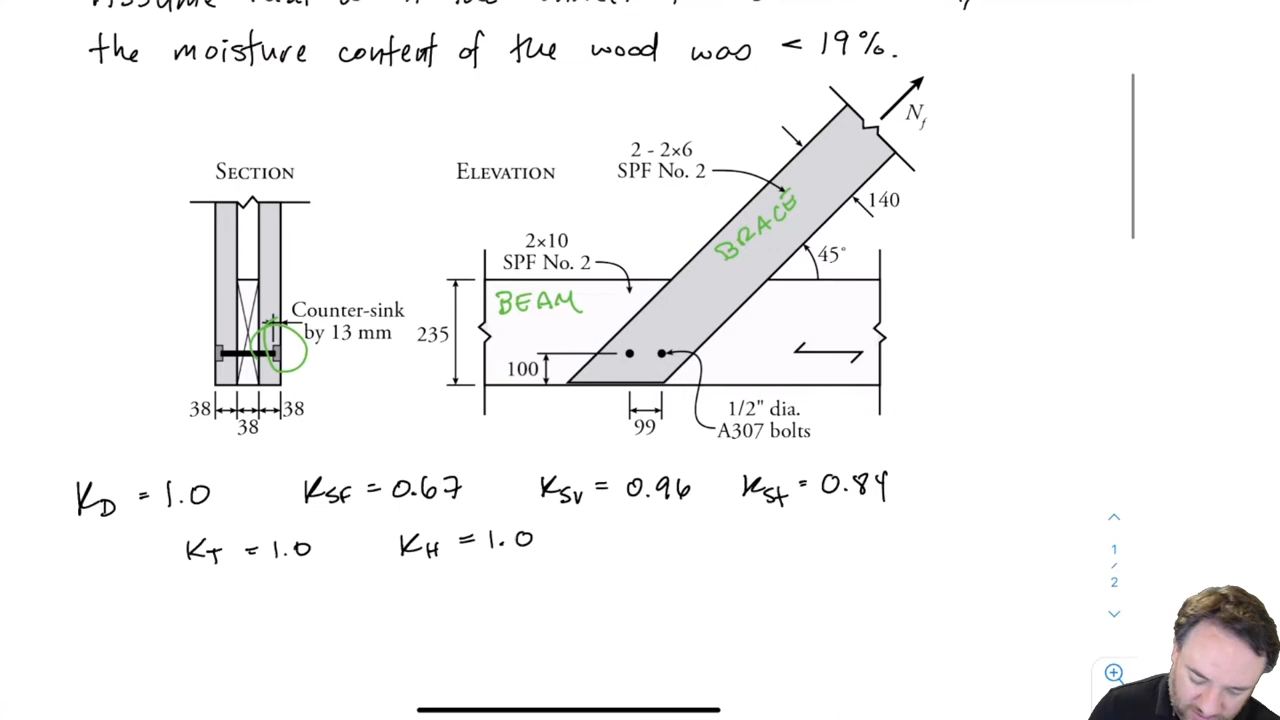 the moisture content of the wood was < 19%.
N_f
2 - 2x6
SPF No. 2
SECTION
ELEVATION
140
BRACE
2x10
SPF No. 2
45°
BEAM
Counter-sink
by 13 mm
235
100
38
38
38
99
1/2" dia.
A307 bolts
K_D = 1.0 K_SF = 0.67 K_SV = 0.96 K_St = 0.84
K_T = 1.0 K_H = 1.0
1
/
2